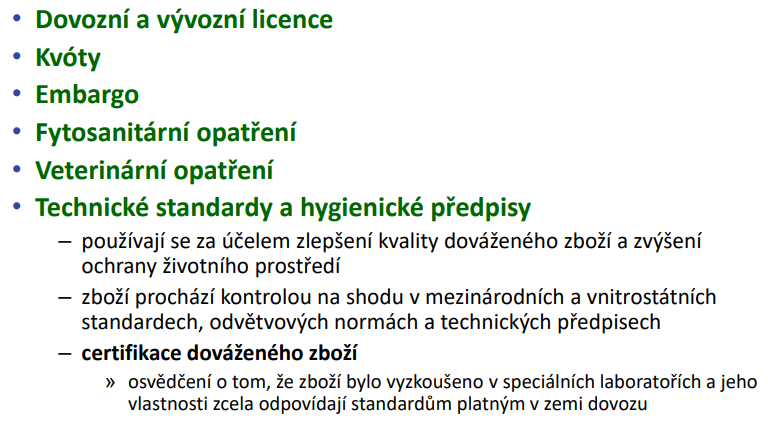 • Dovozní a vývozní licence
• Kvóty
• Embargo
• Fytosanitární opatření
• Veterinární opatření
• Technické standardy a hygienické předpisy
– používají se za účelem zlepšení kvality dováženého zboží a zvýšení
ochrany životního prostředí
– zboží prochází kontrolou na shodu v mezinárodních a vnitrostátních
standardech, odvětvových normách a technických předpisech
– certifikace dováženého zboží
» osvědčení o tom, že zboží bylo vyzkoušeno v speciálních laboratořích a jeho
vlastnosti zcela odpovídají standardům platným v zemi dovozu